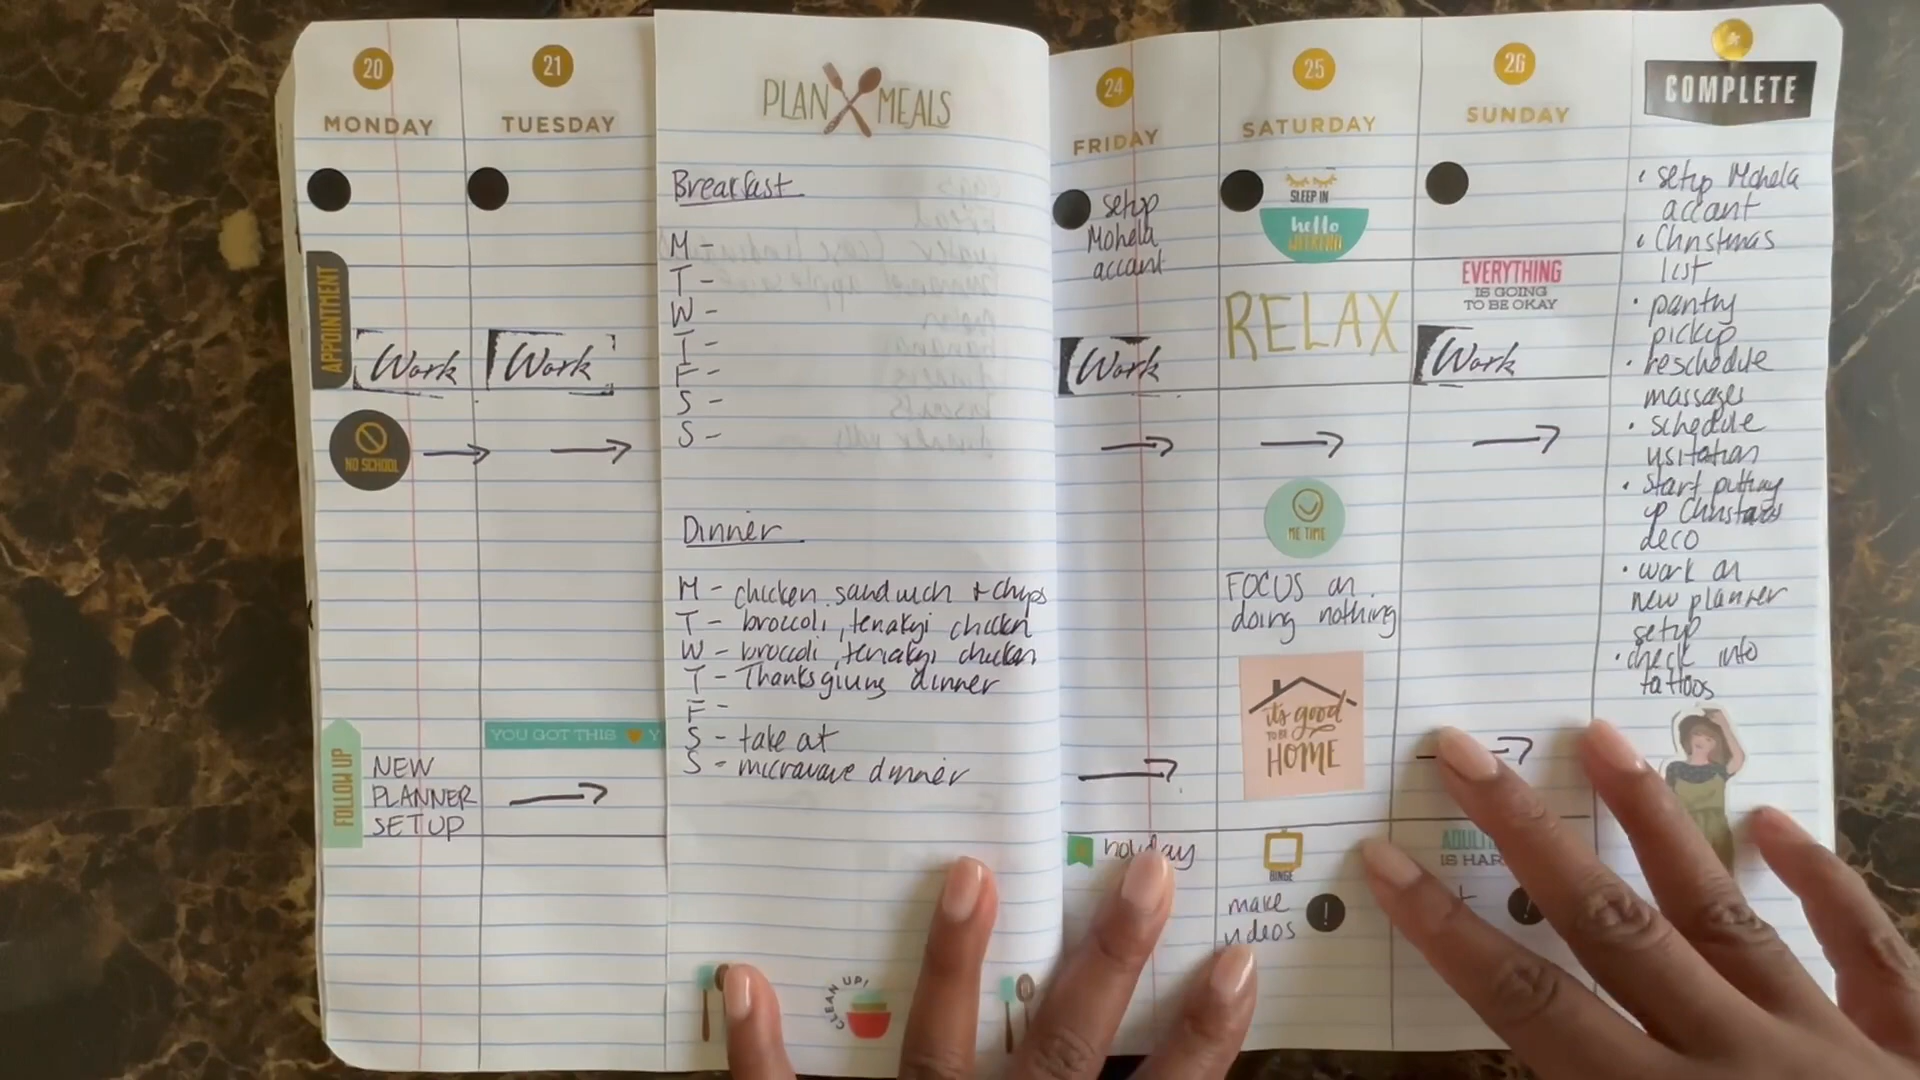 20
MONDAY
APPOINTMENT
Work
NO SCHOOL
FOLLOW UP
NEW
PLANNER
SETUP
21
TUESDAY
Work
YOU GOT THIS Y
PLAN MEALS
Breakfast
M -
T -
W -
T -
F -
S -
S -
Dinner
M - chicken sandwich + chips
T - broccoli, teriakyi chicken
W - broccoli, teriakyi chicken
T - Thanksgiving dinner
F -
S - take out
S - microwave dinner
CLEAN UP!
24
FRIDAY
setup
Mohela
account
Work
holiday
25
SATURDAY
SLEEP IN
hello
WEEKEND
RELAX
ME TIME
FOCUS on
doing nothing
it's good
TO BE
HOME
BINGE
make
videos
!
26
SUNDAY
EVERYTHING
IS GOING
TO BE OKAY
Work
IS HAR
COMPLETE
• setup Mohela
account
• Christmas
list
• pantry
pickup
• reschedule
massages
• schedule
visitation
• start putting
up Christmas
deco
• work on
new planner
setup
• check into
tattoos